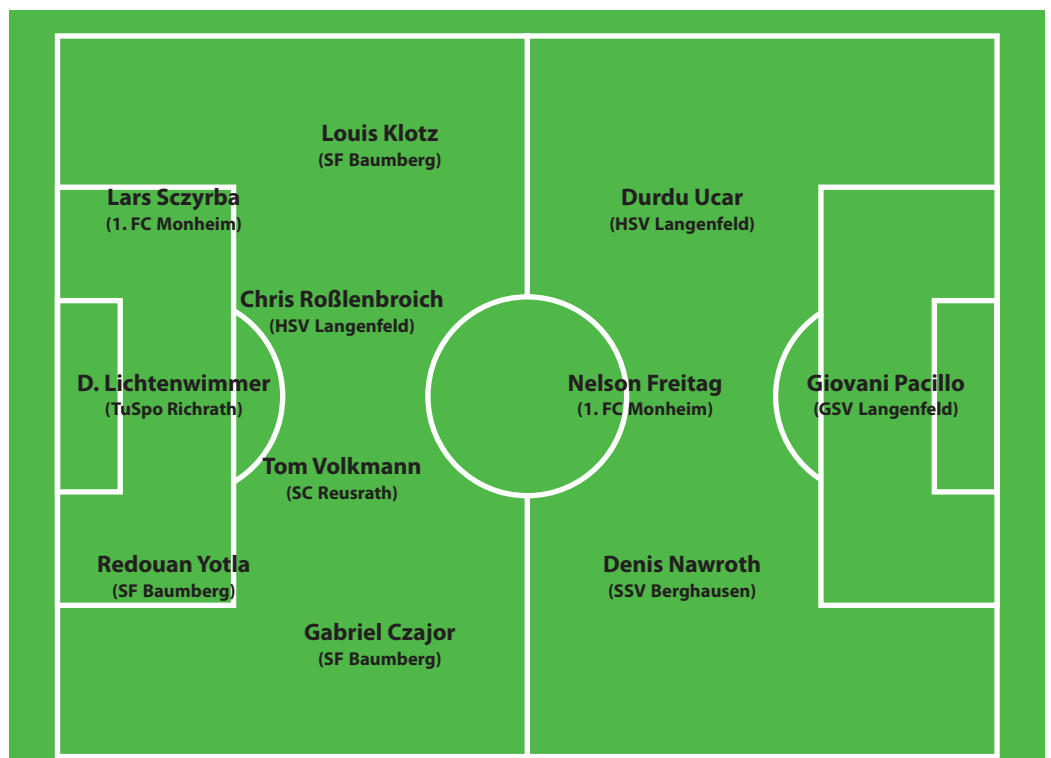 Louis Klotz
(SF Baumberg)
Lars Sczyrba
(1. FC Monheim)
Durdu Ucar
(HSV Langenfeld)
Chris Roßlenbroich
(HSV Langenfeld)
D. Lichtenwimmer
(TuSpo Richrath)
Nelson Freitag
(1. FC Monheim)
Giovani Pacillo
(GSV Langenfeld)
Tom Volkmann
(SC Reusrath)
Redouan Yotla
(SF Baumberg)
Denis Nawroth
(SSV Berghausen)
Gabriel Czajor
(SF Baumberg)